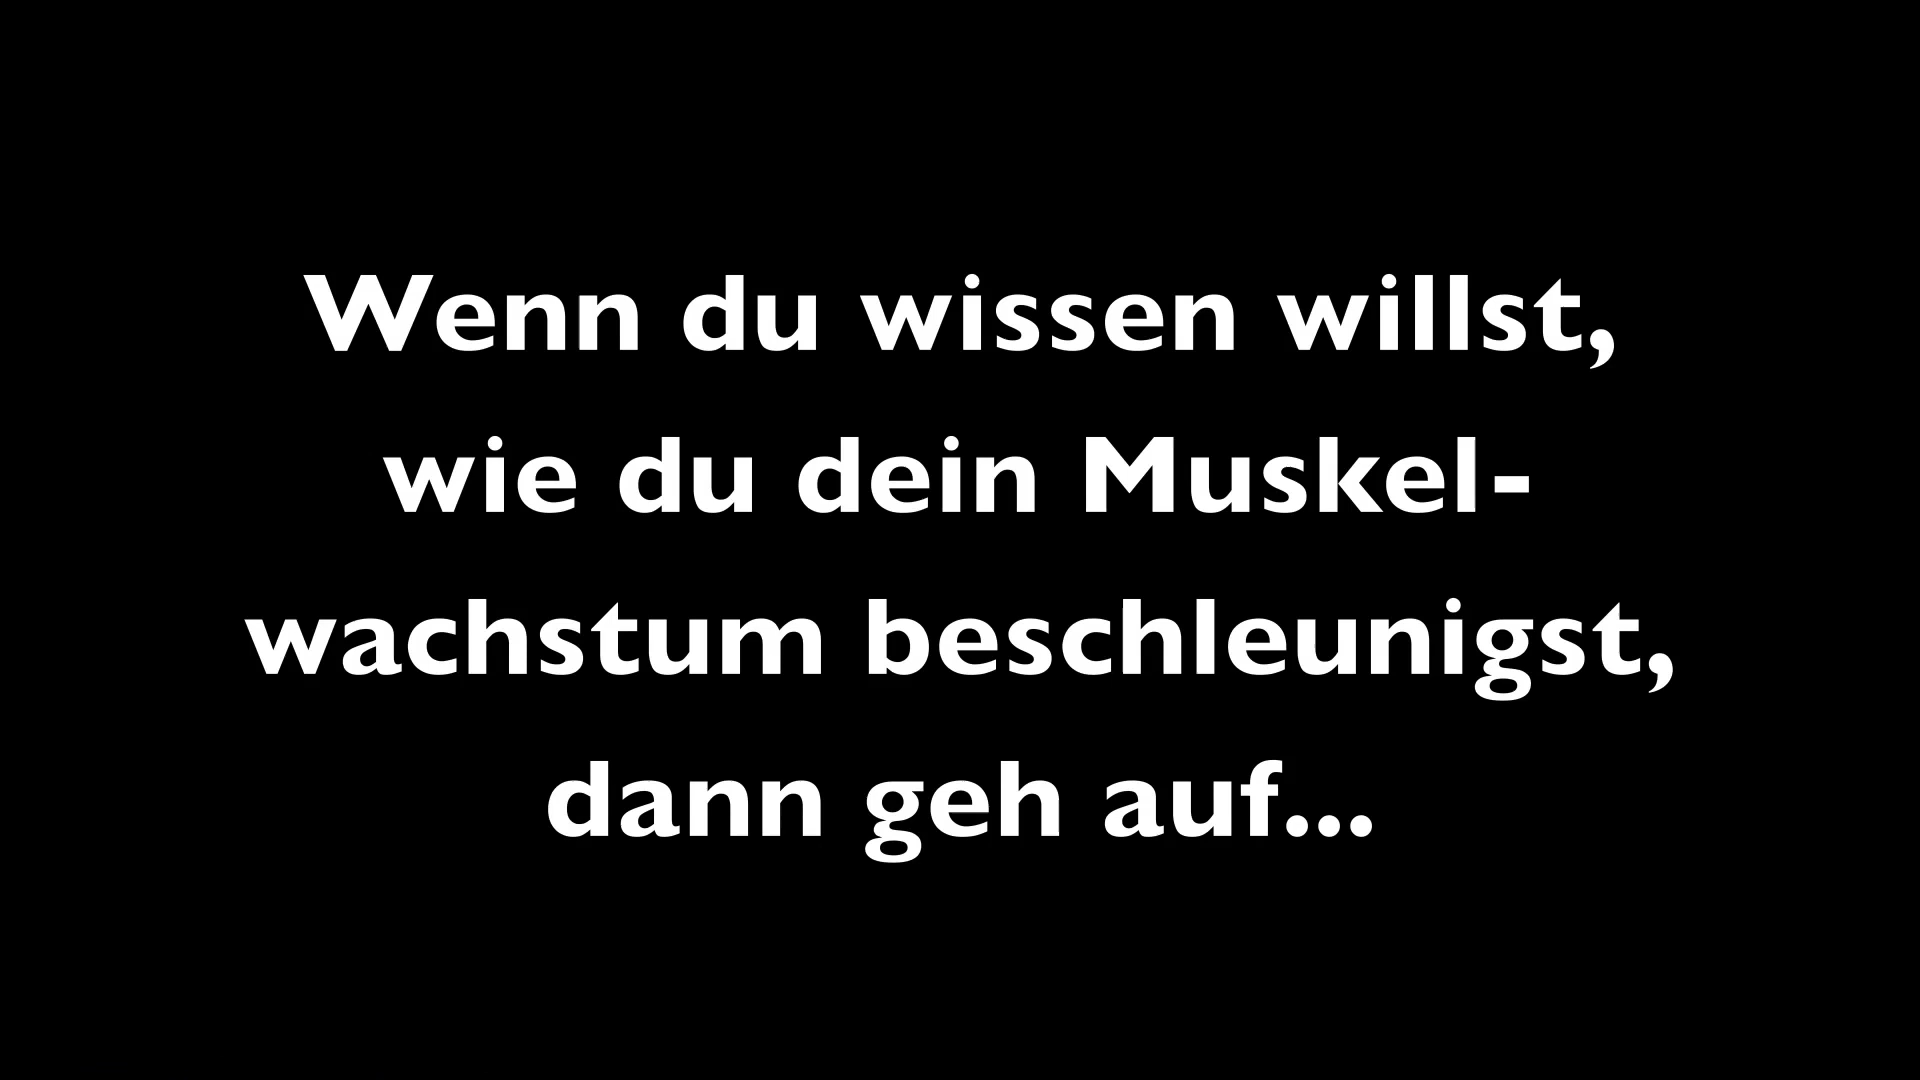 Wenn du wissen willst,
wie du dein Muskel-
wachstum beschleunigst,
dann geh auf...